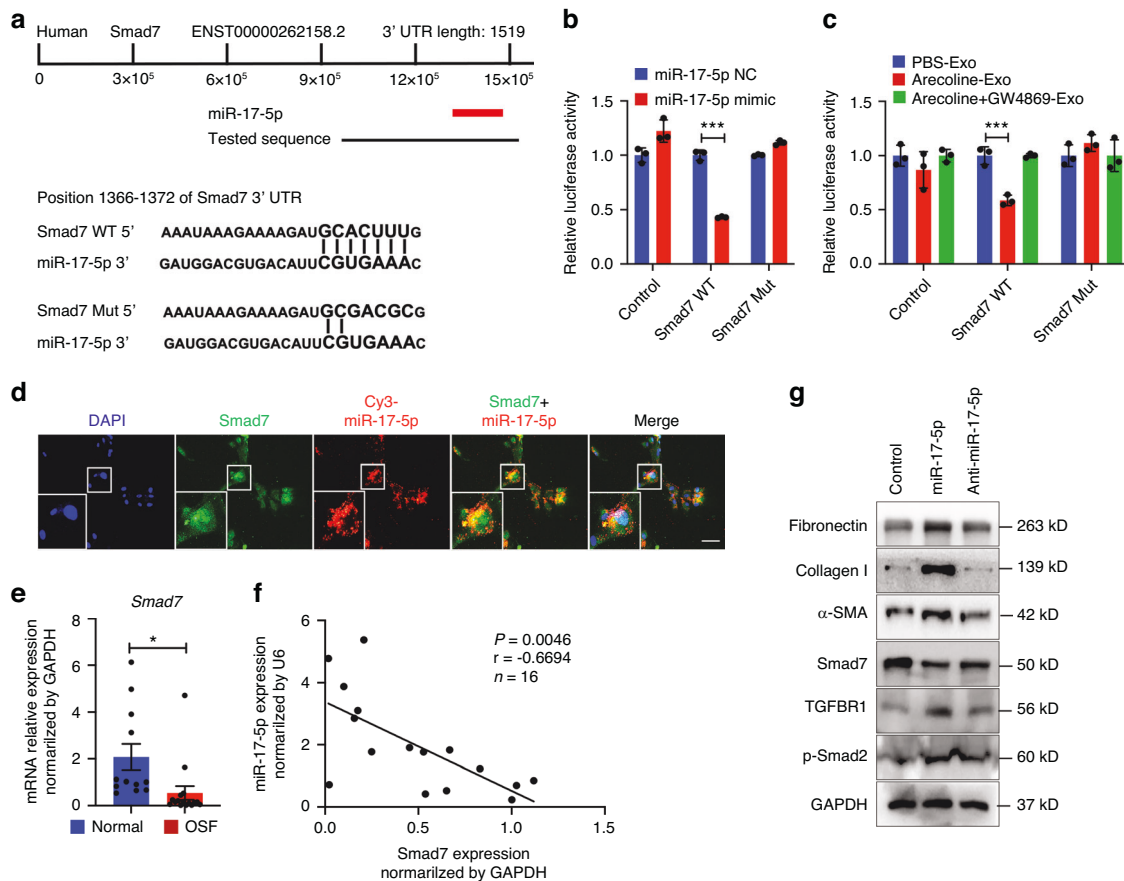 a
Human Smad7 ENST00000262158.2 3' UTR length: 1519
0 3×10⁵ 6×10⁵ 9×10⁵ 12×10⁵ 15×10⁵
miR-17-5p
Tested sequence
Position 1366-1372 of Smad7 3' UTR
Smad7 WT 5' AAAUAAAGAAAAGAUGCACUUUG
miR-17-5p 3' GAUGGACGUGACAUUCGUGAAAC
Smad7 Mut 5' AAAUAAAGAAAAGAUGCGACGCG
miR-17-5p 3' GAUGGACGUGACAUUCGUGAAAC
b
miR-17-5p NC
miR-17-5p mimic
Relative luciferase activity
1.5
1.0
0.5
0.0
***
Control
Smad7 WT
Smad7 Mut
c
PBS-Exo
Arecoline-Exo
Arecoline+GW4869-Exo
Relative luciferase activity
1.5
1.0
0.5
0.0
***
Control
Smad7 WT
Smad7 Mut
d
DAPI
Smad7
Cy3-
miR-17-5p
Smad7+
miR-17-5p
Merge
e
Smad7
mRNA relative expression
normarilzed by GAPDH
8
6
4
2
0
*
Normal
OSF
f
miR-17-5p expression
normarilzed by U6
6
4
2
0
P = 0.0046
r = -0.6694
n = 16
0.0 0.5 1.0 1.5
Smad7 expression
normarilzed by GAPDH
g
Control
miR-17-5p
Anti-miR-17-5p
Fibronectin 263 kD
Collagen I 139 kD
α-SMA 42 kD
Smad7 50 kD
TGFBR1 56 kD
p-Smad2 60 kD
GAPDH 37 kD